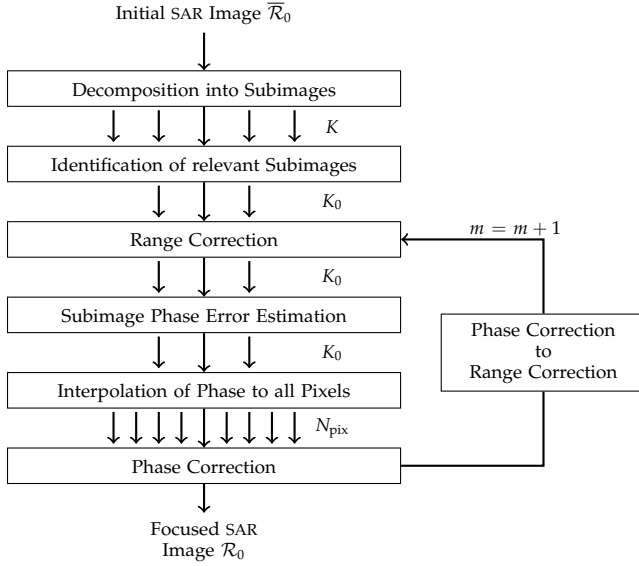 Initial SAR Image R̅₀
Decomposition into Subimages
K
Identification of relevant Subimages
K₀
Range Correction
m = m + 1
K₀
Subimage Phase Error Estimation
K₀
Phase Correction
to
Range Correction
Interpolation of Phase to all Pixels
N_pix
Phase Correction
Focused SAR
Image R₀